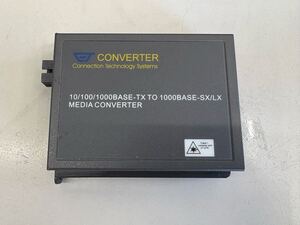 CONVERTER
Connection Technology Systems
10/100/1000BASE-TX TO 1000BASE-SX/LX
MEDIA CONVERTER